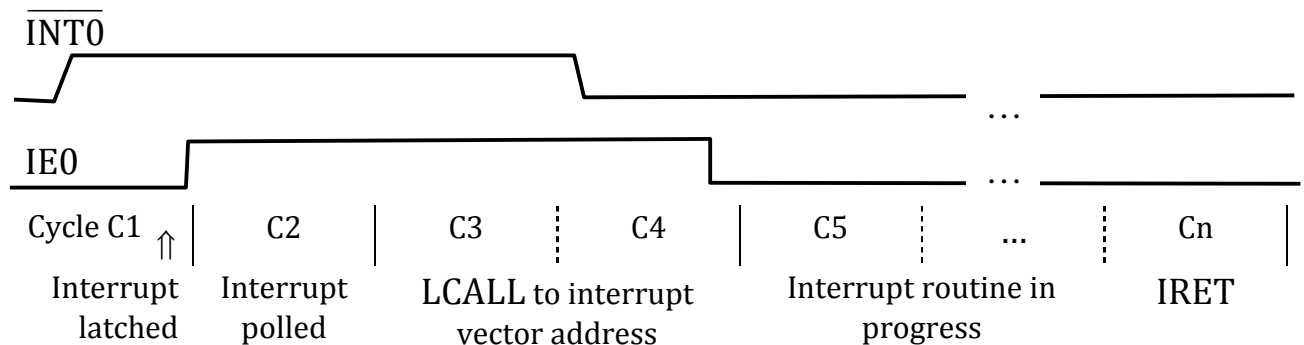 INT0
...
IE0
...
Cycle C1 ⇑ C2 C3 C4 C5 ... Cn
Interrupt latched
Interrupt polled
LCALL to interrupt vector address
Interrupt routine in progress
IRET